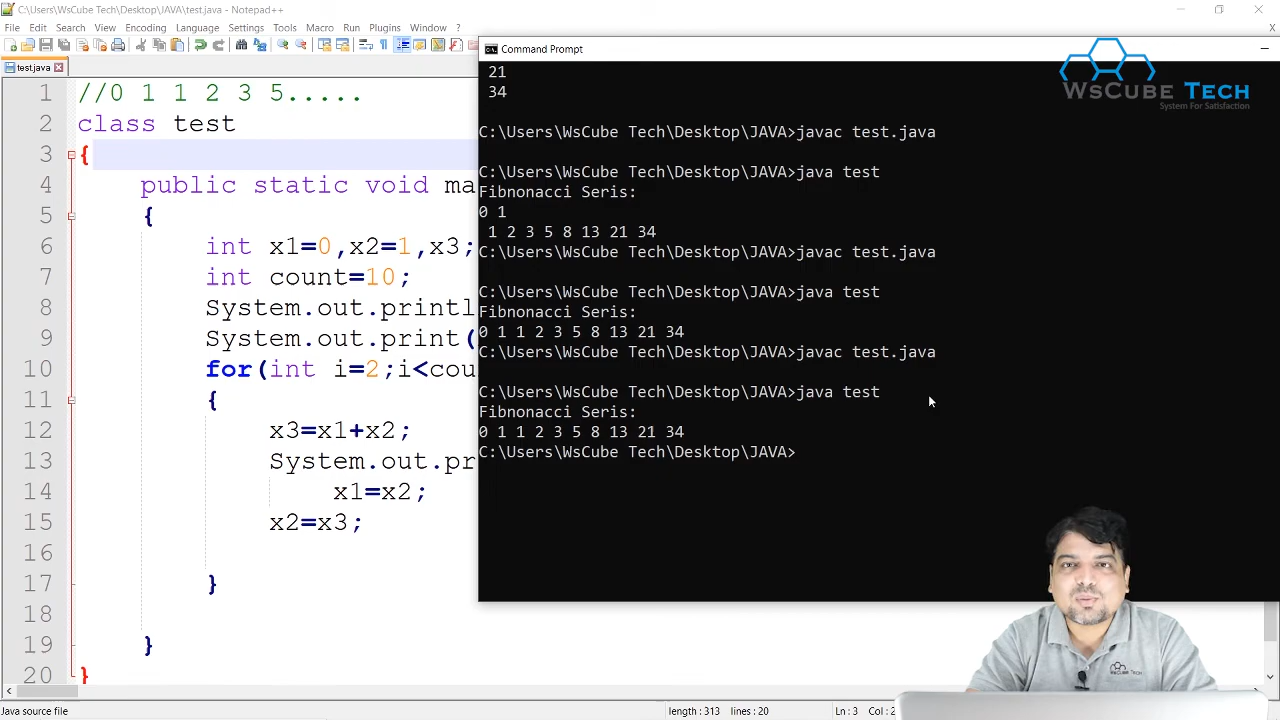 C:\Users\WsCube Tech\Desktop\JAVA\test.java - Notepad++
File Edit Search View Encoding Language Settings Tools Macro Run Plugins Window ?
X
test.java
Command Prompt
WsCube Tech
System For Satisfaction
1 //0 1 1 2 3 5.....
2 class test
3 {
4 public static void ma
5 {
6 int x1=0,x2=1,x3;
7 int count=10;
8 System.out.printl
9 System.out.print(
10 for(int i=2;i<cou
11 {
12 x3=x1+x2;
13 System.out.pr
14 x1=x2;
15 x2=x3;
16
17 }
18
19 }
20 }
21
34
C:\Users\WsCube Tech\Desktop\JAVA>javac test.java
C:\Users\WsCube Tech\Desktop\JAVA>java test
Fibnonacci Seris:
0 1
1 2 3 5 8 13 21 34
C:\Users\WsCube Tech\Desktop\JAVA>javac test.java
C:\Users\WsCube Tech\Desktop\JAVA>java test
Fibnonacci Seris:
0 1 1 2 3 5 8 13 21 34
C:\Users\WsCube Tech\Desktop\JAVA>javac test.java
C:\Users\WsCube Tech\Desktop\JAVA>java test
Fibnonacci Seris:
0 1 1 2 3 5 8 13 21 34
C:\Users\WsCube Tech\Desktop\JAVA>
WsCube Tech
Java source file
length : 313 lines : 20
Ln : 3 Col : 2